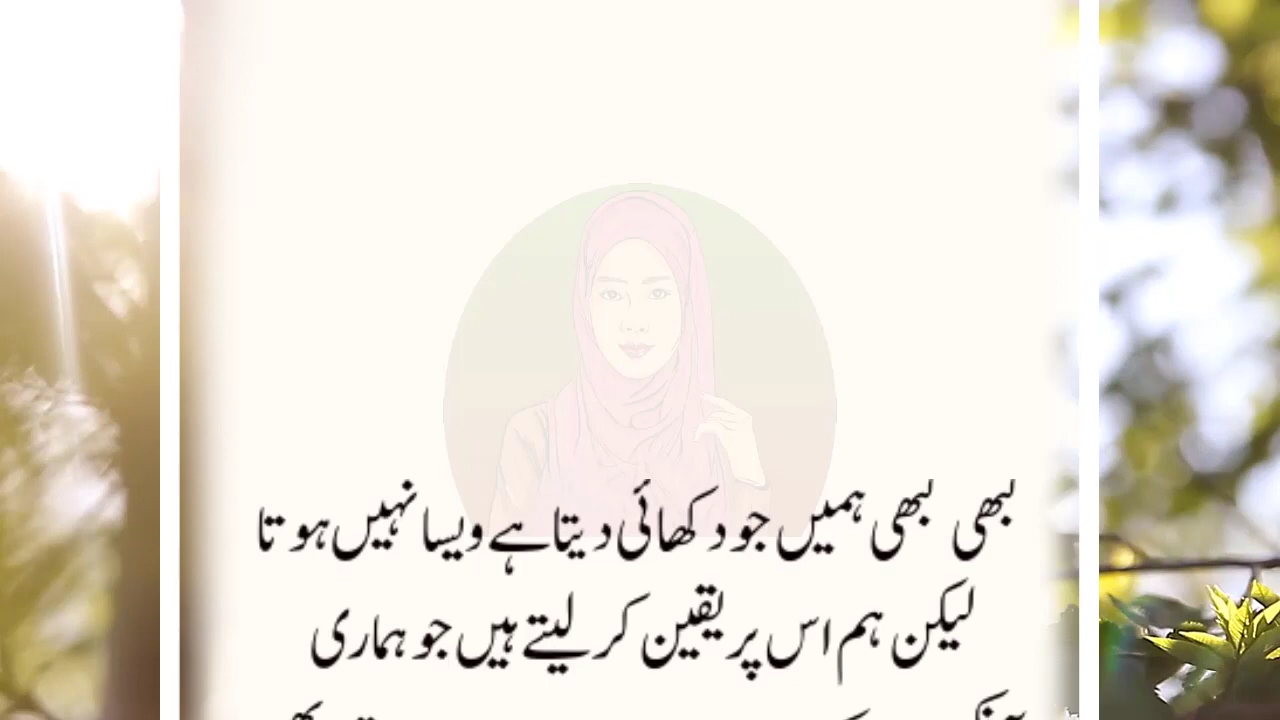 کبھی کبھی ہمیں جو دکھائی دیتا ہے ویسا نہیں ہوتا
لیکن ہم اس پر یقین کر لیتے ہیں جو ہماری